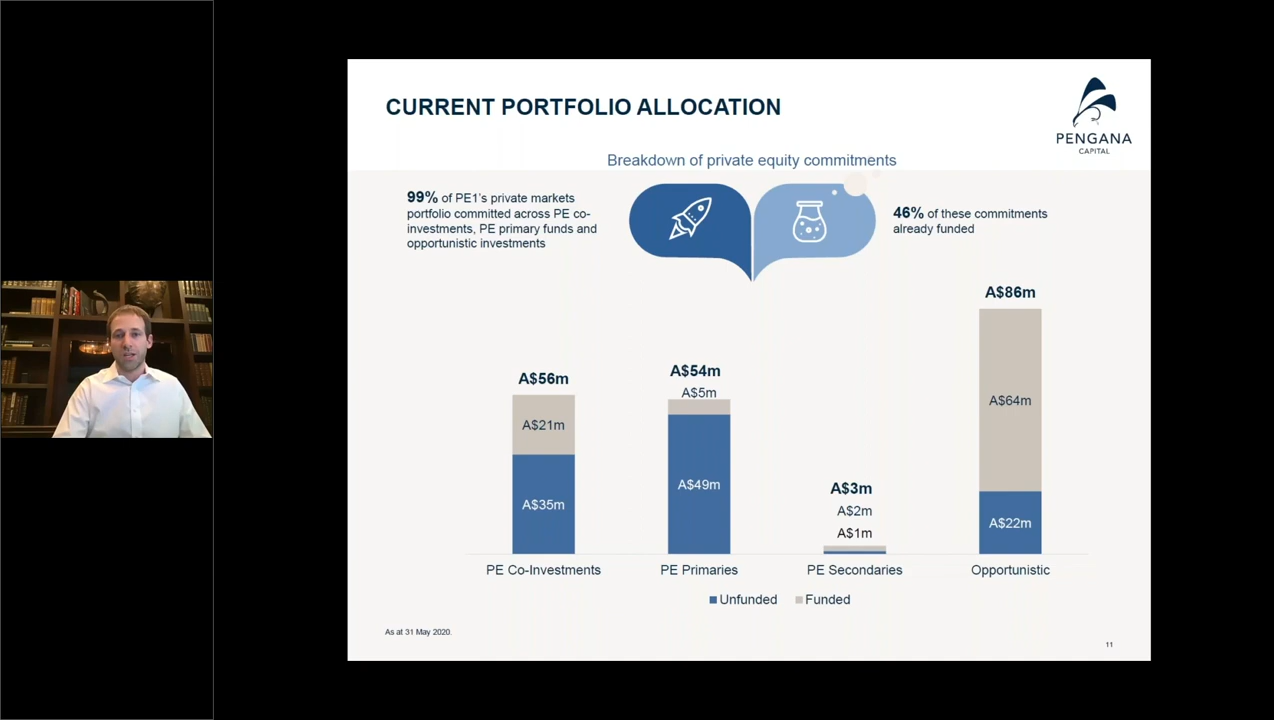 CURRENT PORTFOLIO ALLOCATION
PENGANA
CAPITAL
Breakdown of private equity commitments
99% of PE1's private markets
portfolio committed across PE co-
investments, PE primary funds and
opportunistic investments
46% of these commitments
already funded
A$56m
A$21m
A$35m
A$54m
A$5m
A$49m
A$3m
A$2m
A$1m
A$86m
A$64m
A$22m
PE Co-Investments
PE Primaries
PE Secondaries
Opportunistic
Unfunded
Funded
As at 31 May 2020.
11